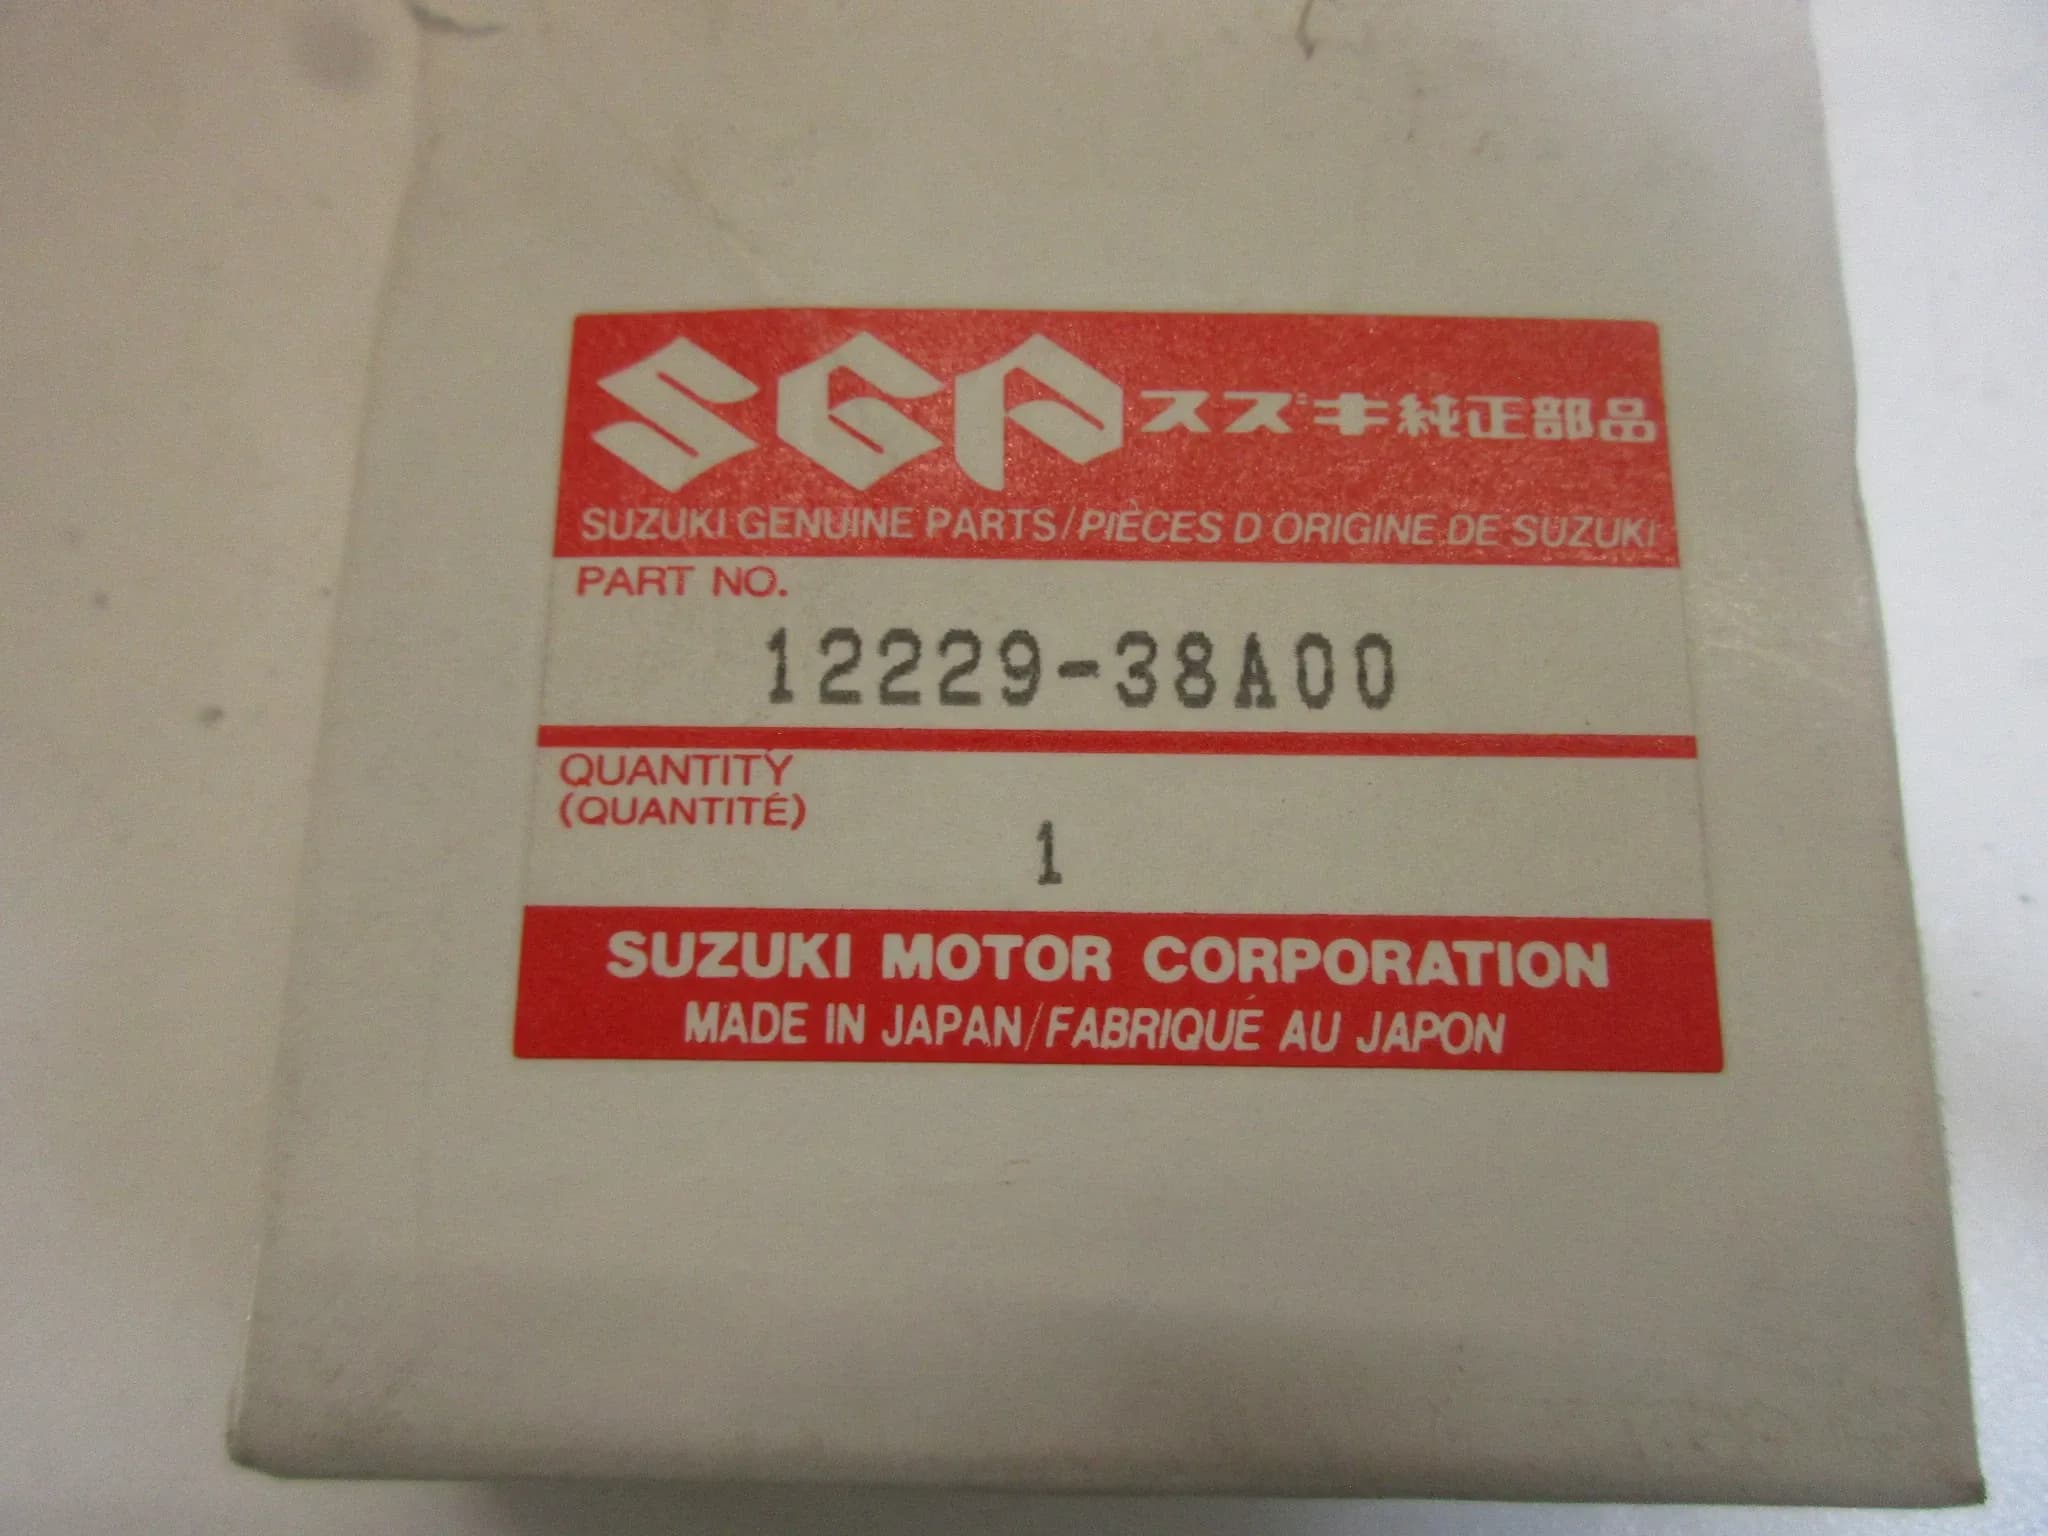 SGP スズキ純正部品
SUZUKI GENUINE PARTS/PIÈCES D'ORIGINE DE SUZUKI
PART NO.
12229-38A00
QUANTITY
(QUANTITÉ)
1
SUZUKI MOTOR CORPORATION
MADE IN JAPAN/FABRIQUÉ AU JAPON